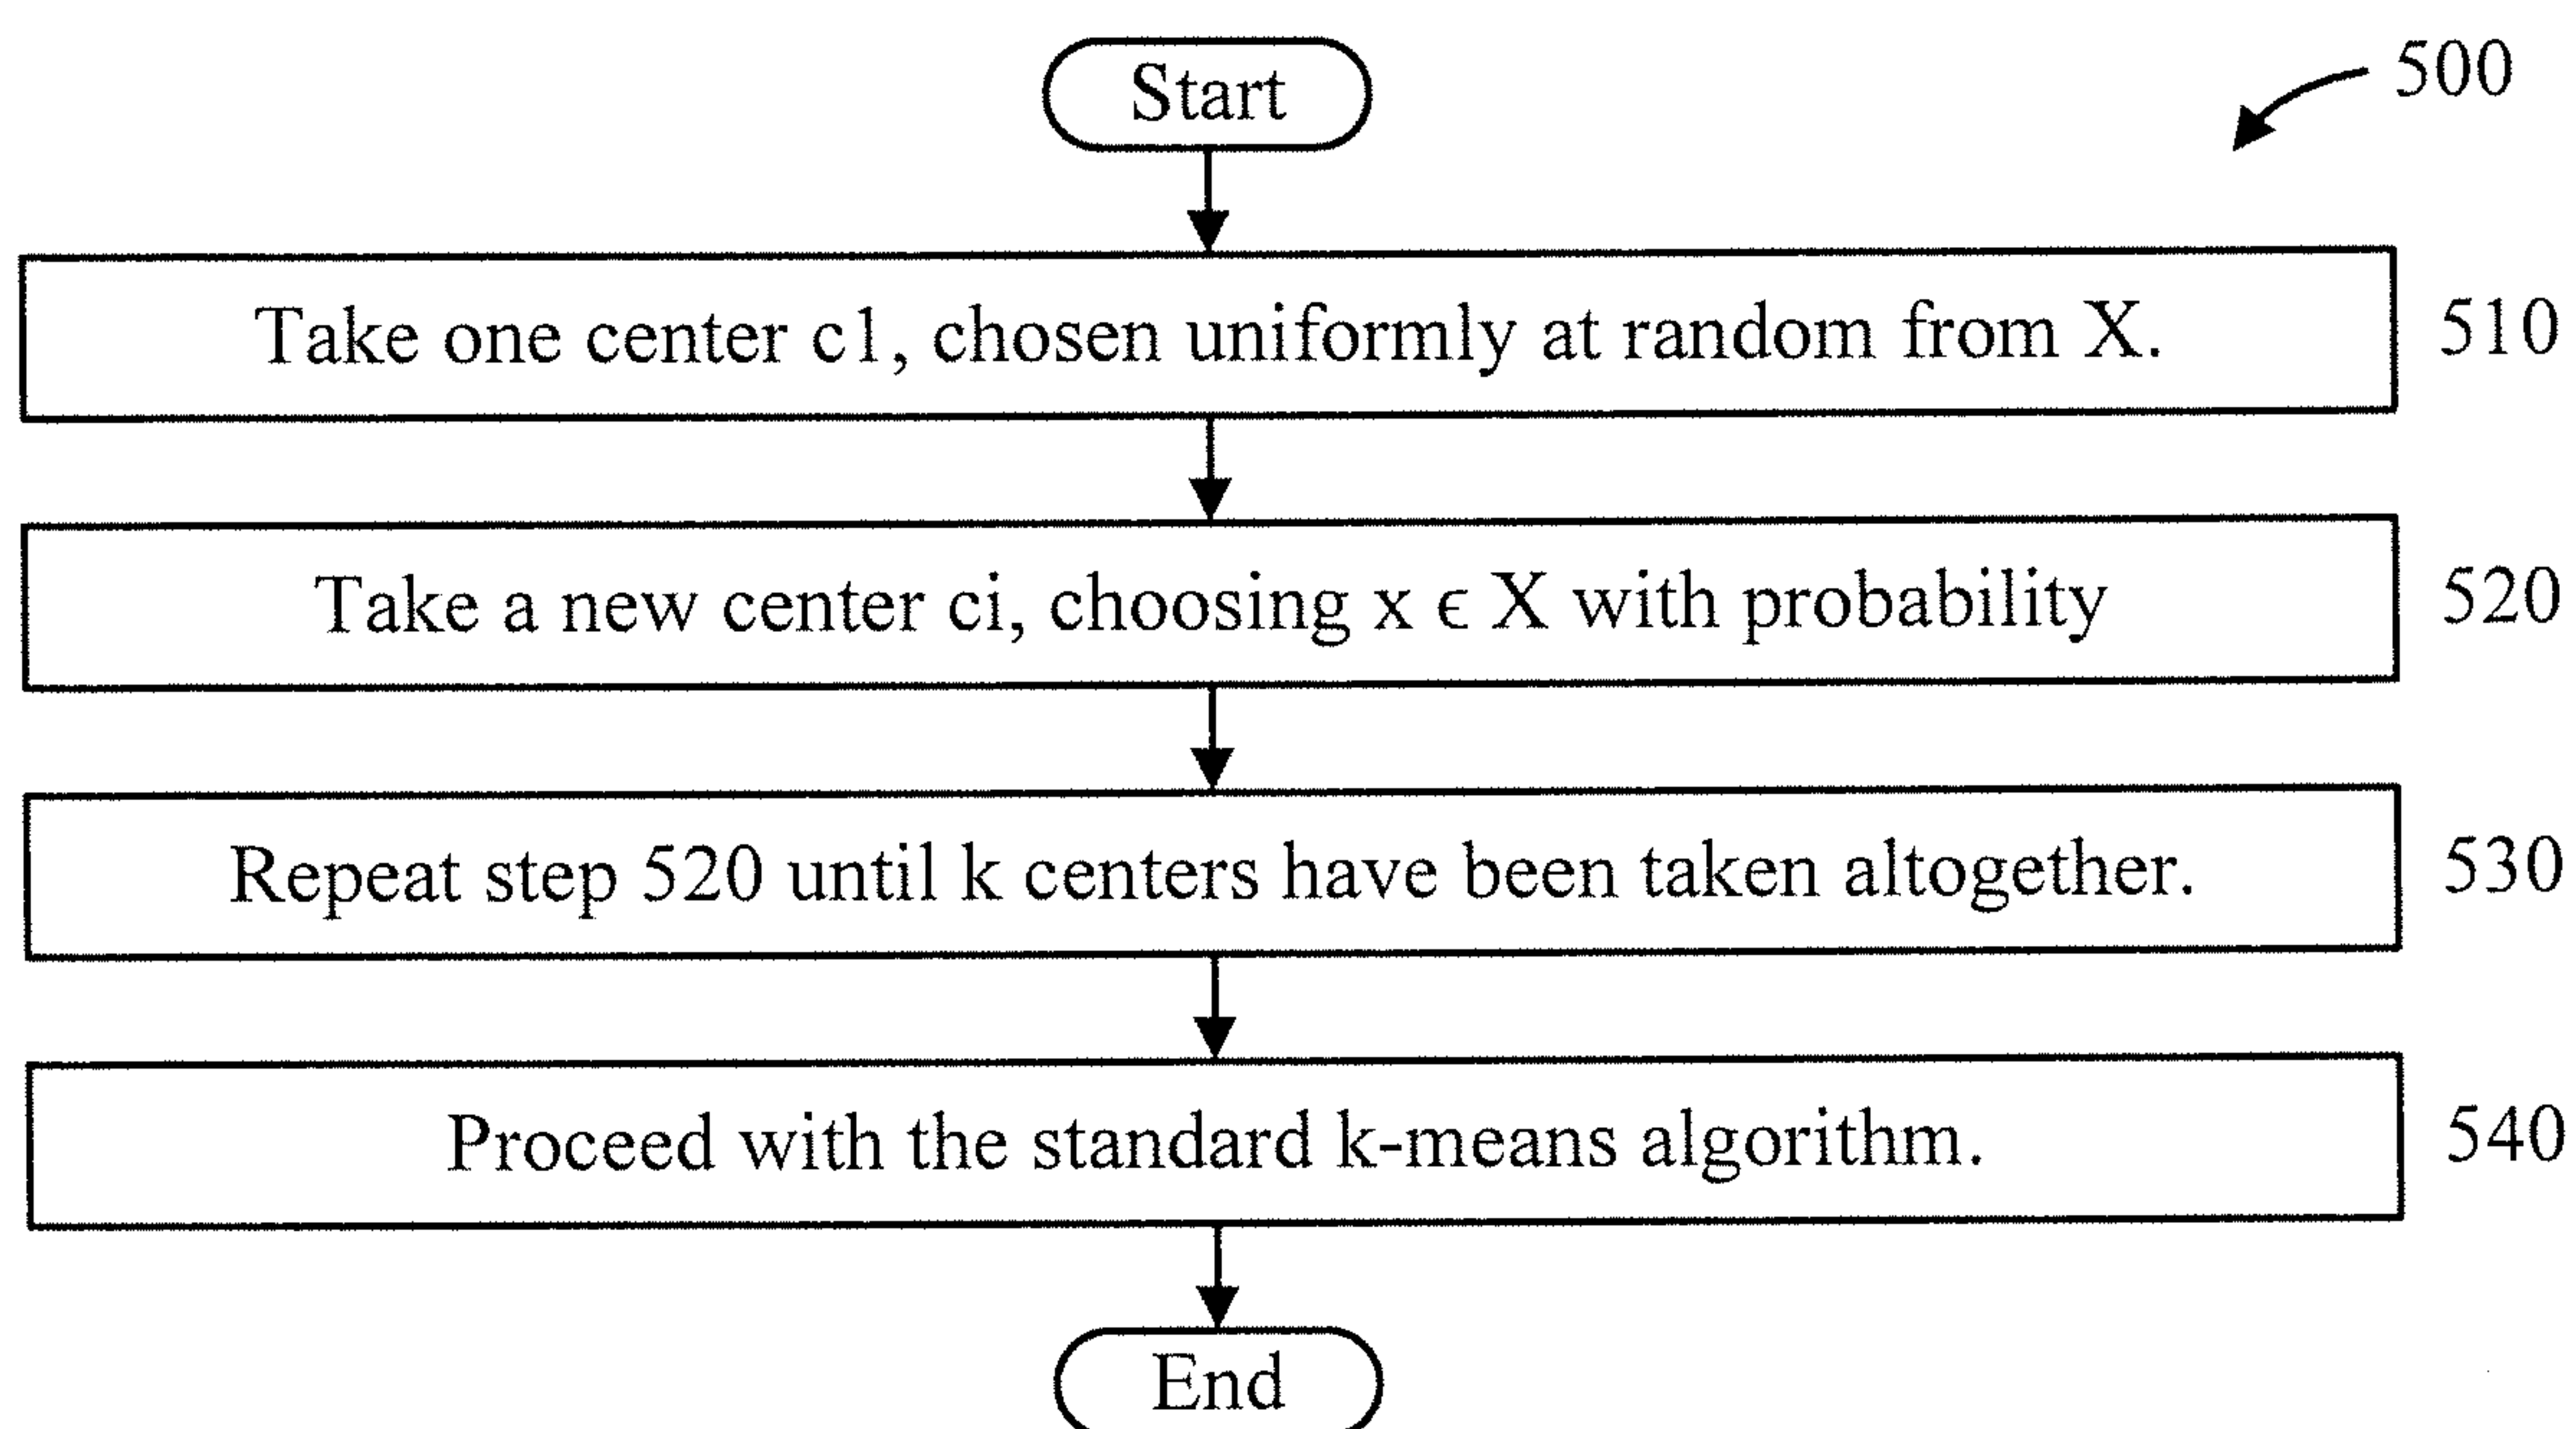 Start
500
Take one center c1, chosen uniformly at random from X.
510
Take a new center ci, choosing x ϵ X with probability
520
Repeat step 520 until k centers have been taken altogether.
530
Proceed with the standard k-means algorithm.
540
End